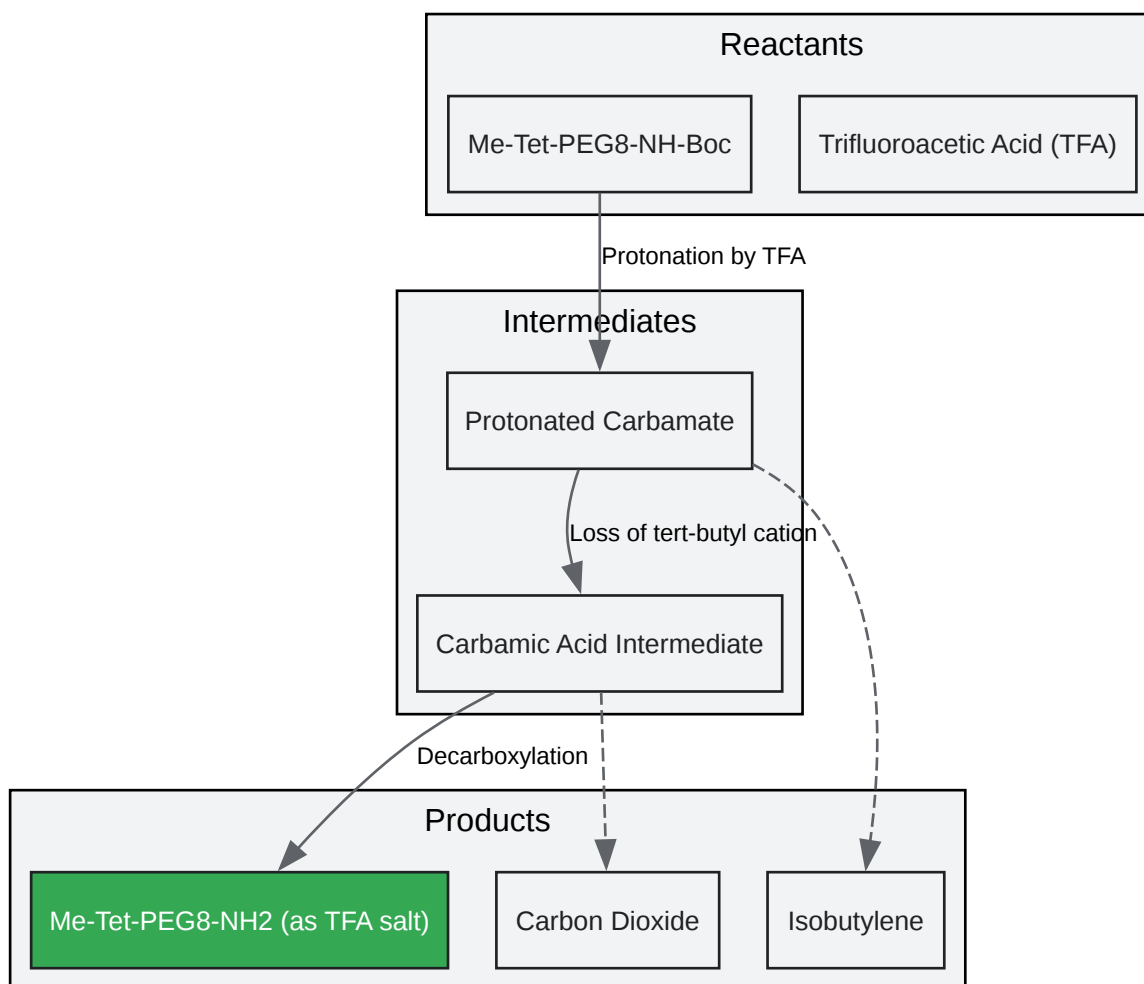 Reactants
Me-Tet-PEG8-NH-Boc
Trifluoroacetic Acid (TFA)
Protonation by TFA
Intermediates
Protonated Carbamate
Loss of tert-butyl cation
Carbamic Acid Intermediate
Decarboxylation
Products
Me-Tet-PEG8-NH2 (as TFA salt)
Carbon Dioxide
Isobutylene